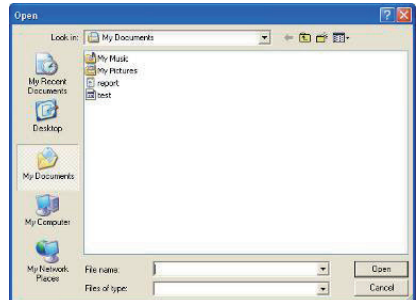 Open
Look in: My Documents
My Music
My Pictures
report
test
My Recent
Documents
Desktop
My Documents
My Computer
My Network
Places
File name:
Open
Files of type:
Cancel